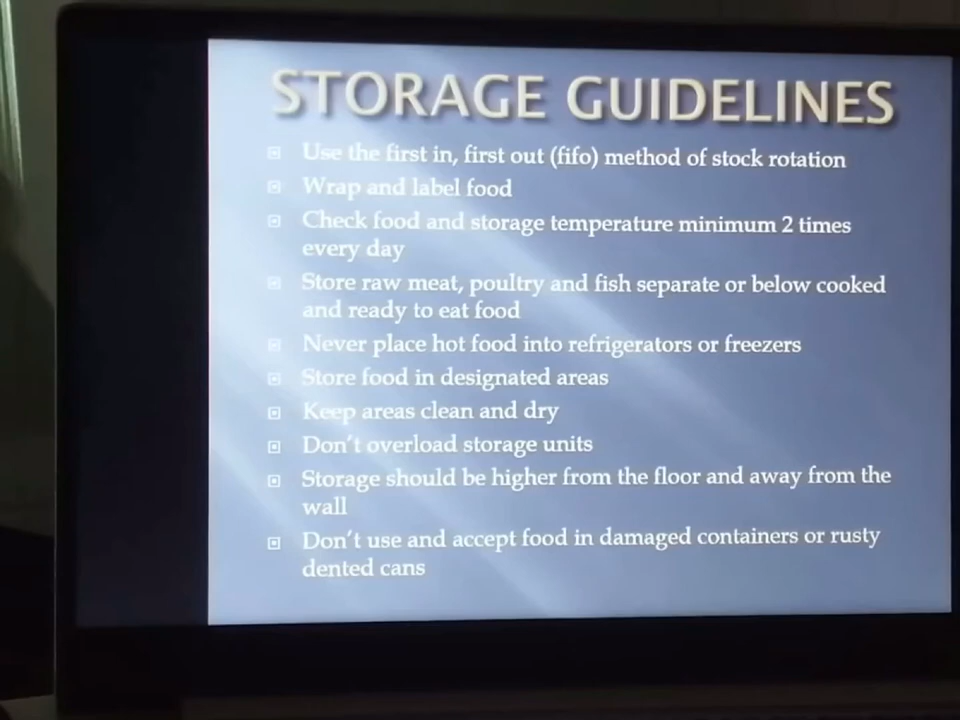 STORAGE GUIDELINES
Use the first in, first out (fifo) method of stock rotation
Wrap and label food
Check food and storage temperature minimum 2 times
every day
Store raw meat, poultry and fish separate or below cooked
and ready to eat food
Never place hot food into refrigerators or freezers
Store food in designated areas
Keep areas clean and dry
Don't overload storage units
Storage should be higher from the floor and away from the
wall
Don't use and accept food in damaged containers or rusty
dented cans